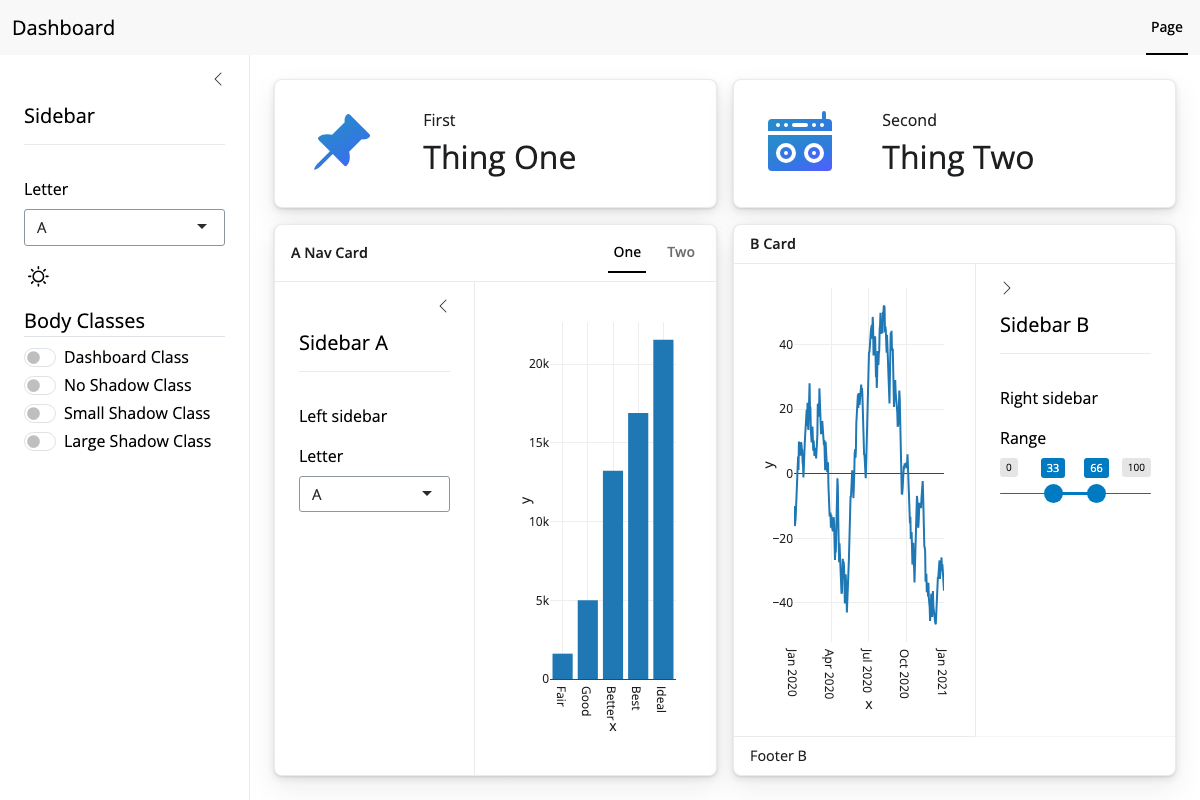 Dashboard
Page
Sidebar
Letter
A
Body Classes
Dashboard Class
No Shadow Class
Small Shadow Class
Large Shadow Class
First
Thing One
Second
Thing Two
A Nav Card
One
Two
Sidebar A
Left sidebar
Letter
A
20k
15k
10k
5k
0
y
Fair
Good
Better
Best
Ideal
x
B Card
40
20
0
−20
−40
y
Jan 2020
Apr 2020
Jul 2020
Oct 2020
Jan 2021
x
Sidebar B
Right sidebar
Range
0 33 66 100
Footer B